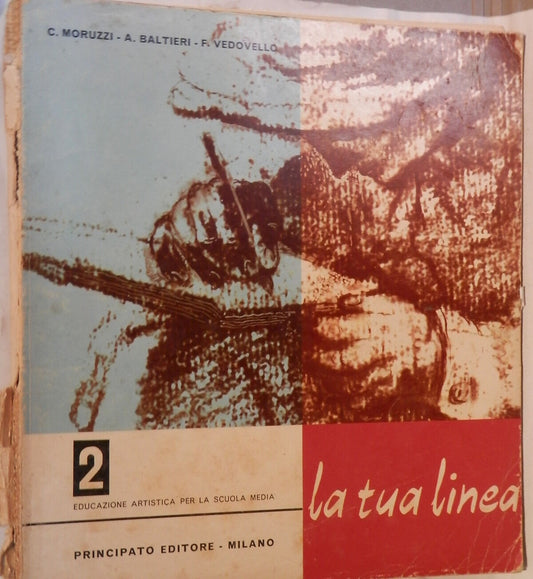 C. MORUZZI - A. BALTIERI - F. VEDOVELLO
2
EDUCAZIONE ARTISTICA PER LA SCUOLA MEDIA
la tua linea
PRINCIPATO EDITORE - MILANO